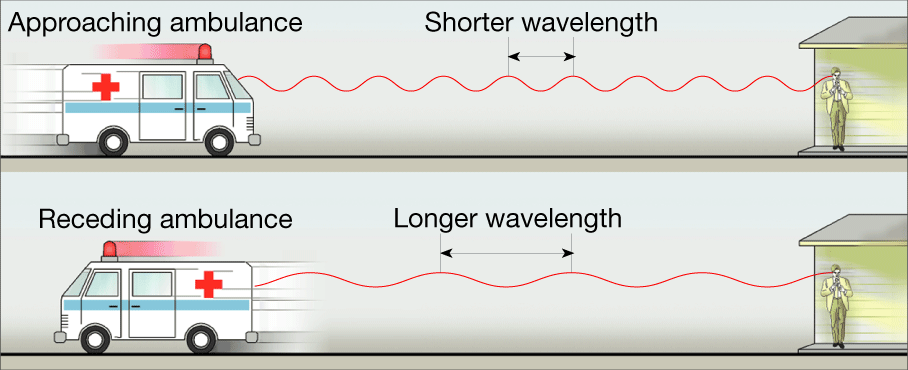 Approaching ambulance
Shorter wavelength
Receding ambulance
Longer wavelength